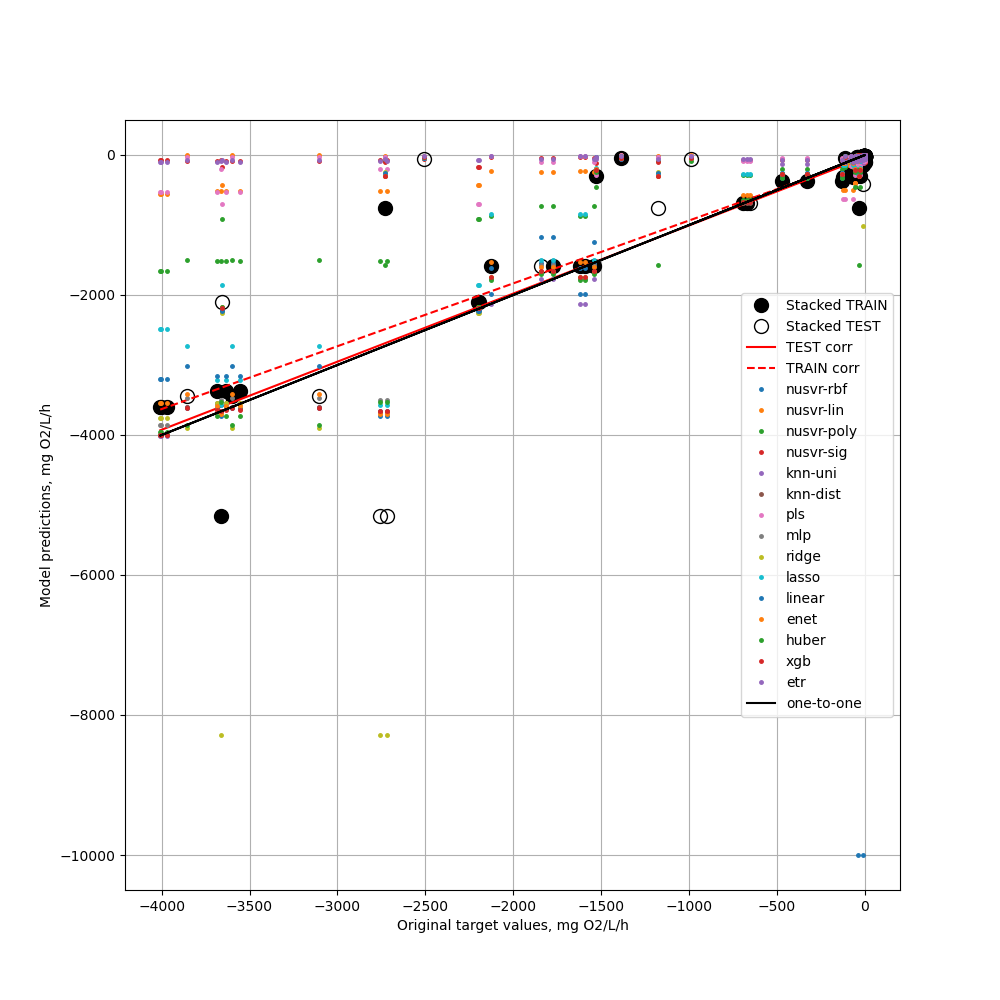 0
−2000
−4000
−6000
−8000
−10000
Model predictions, mg O2/L/h
−4000 −3500 −3000 −2500 −2000 −1500 −1000 −500 0
Original target values, mg O2/L/h
Stacked TRAIN
Stacked TEST
TEST corr
TRAIN corr
nusvr-rbf
nusvr-lin
nusvr-poly
nusvr-sig
knn-uni
knn-dist
pls
mlp
ridge
lasso
linear
enet
huber
xgb
etr
one-to-one